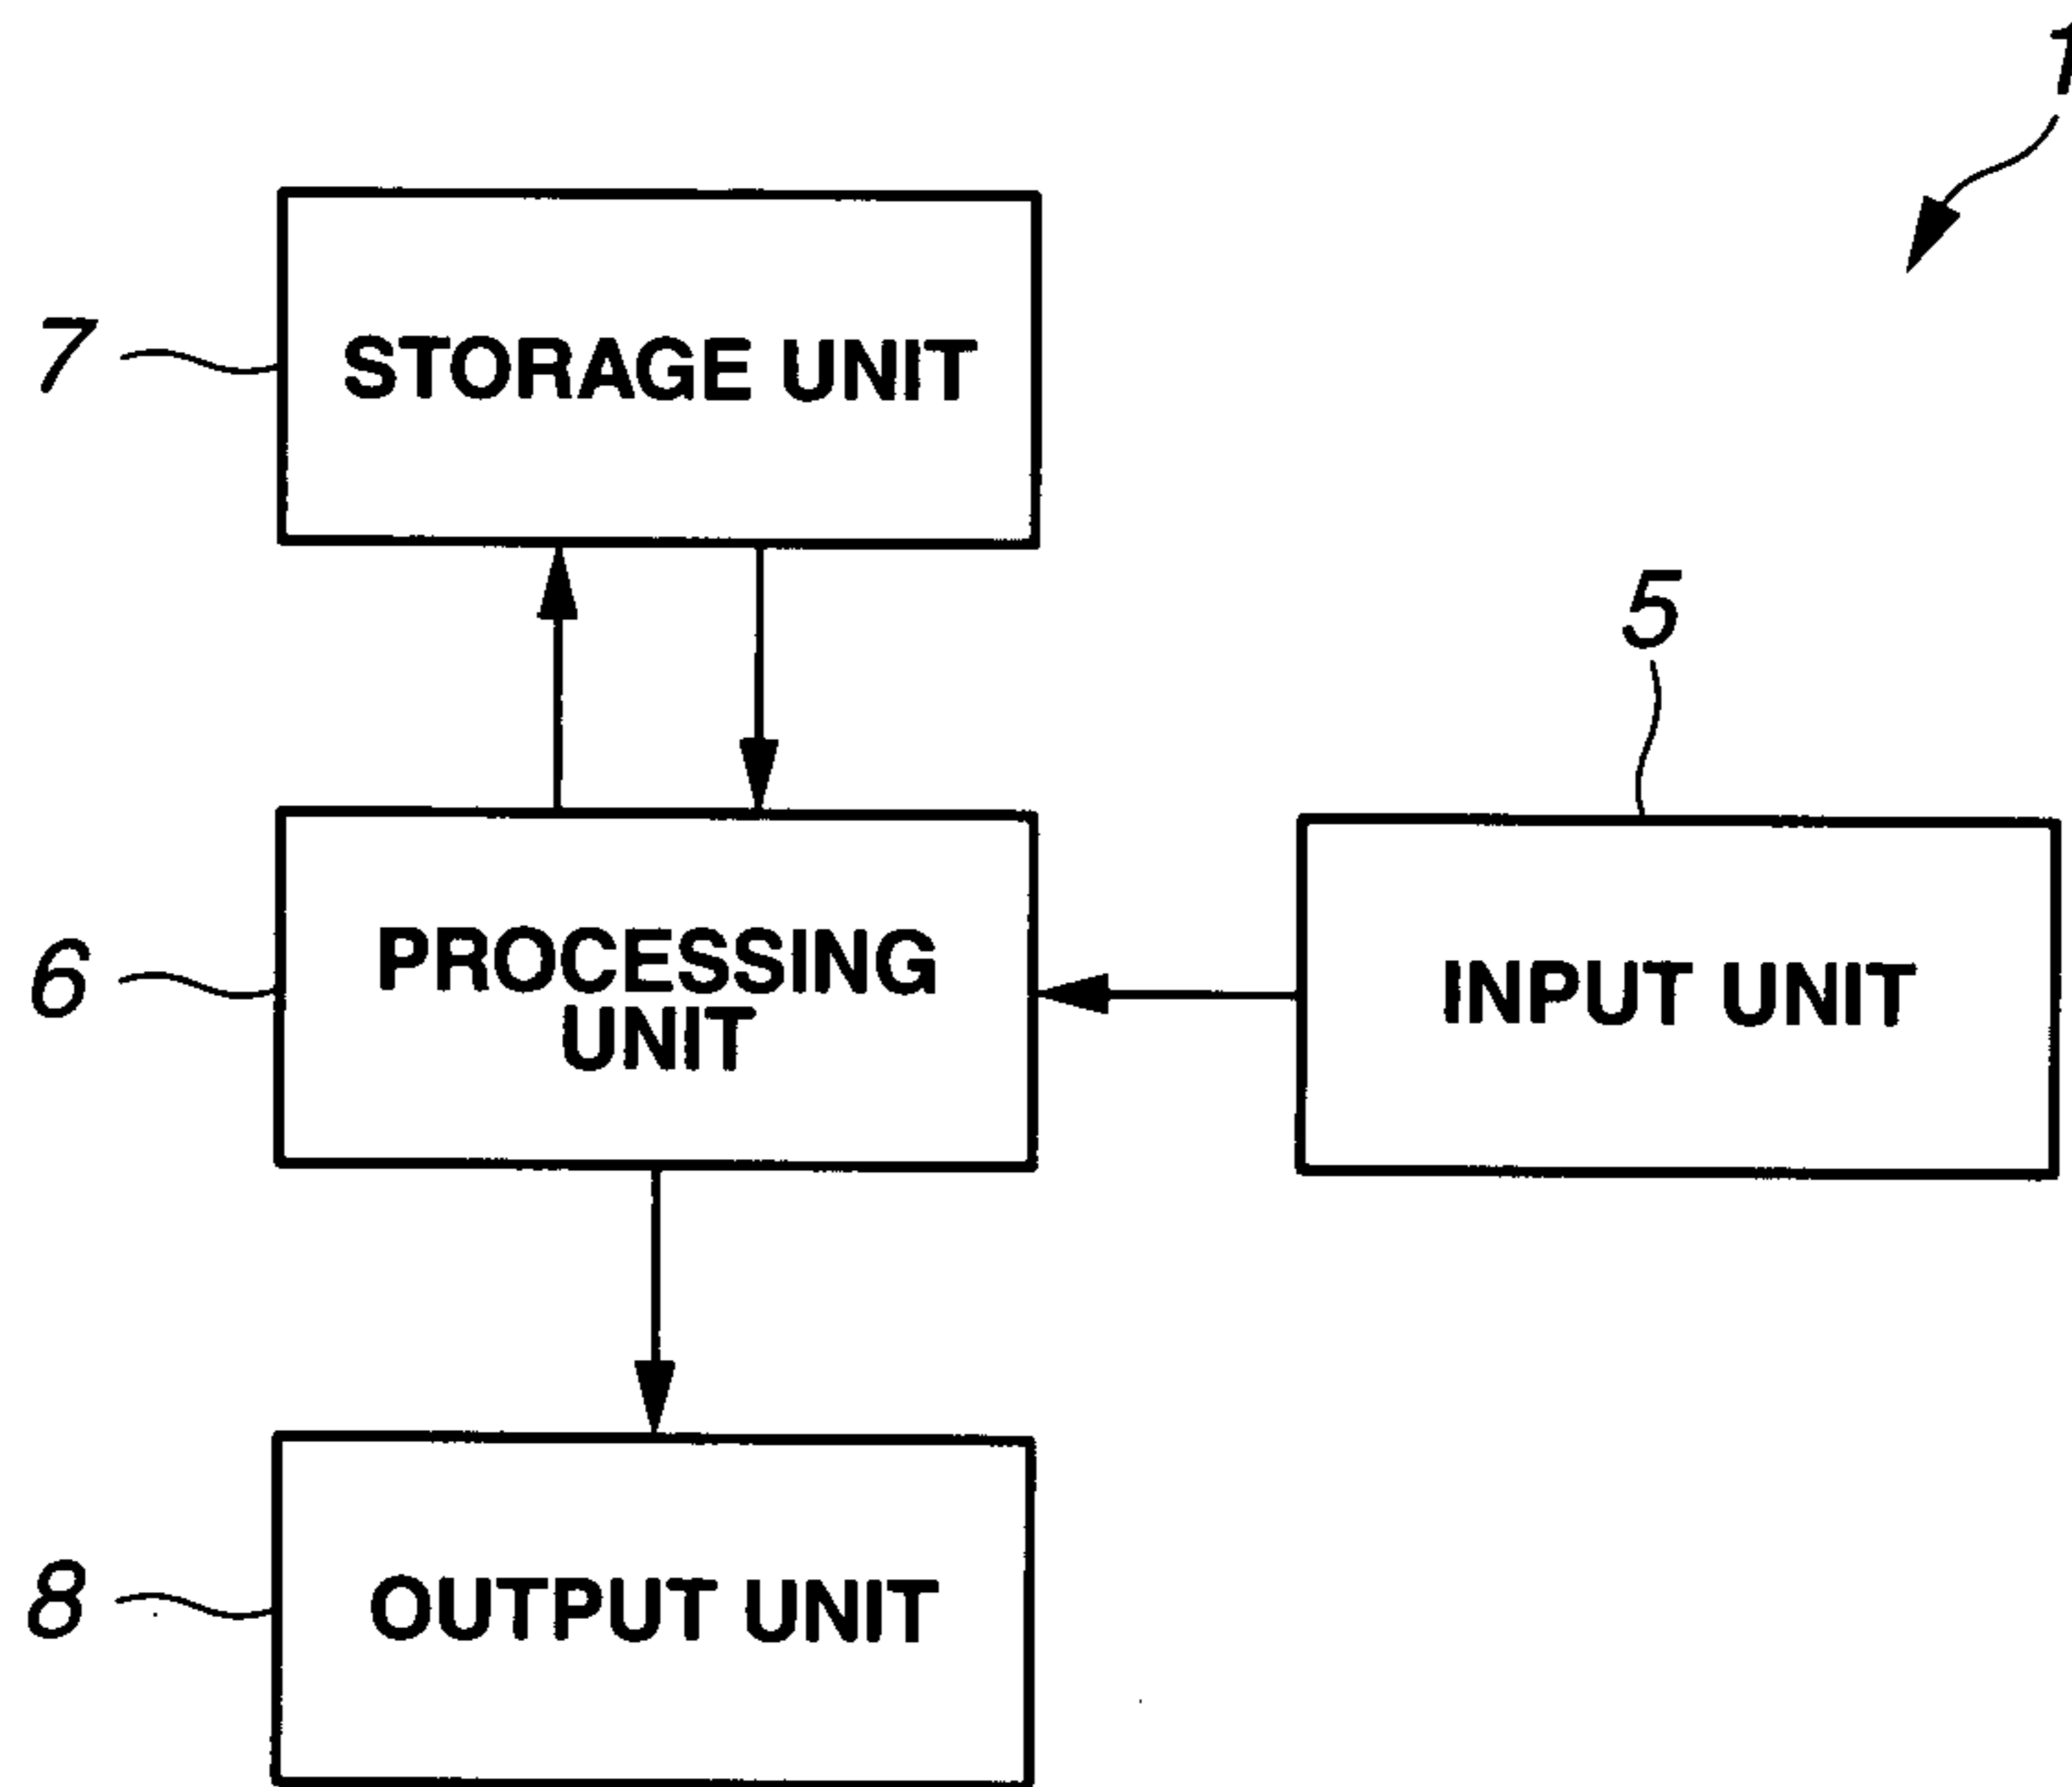 1
7
STORAGE UNIT
5
6
PROCESSING
UNIT
INPUT UNIT
8
OUTPUT UNIT